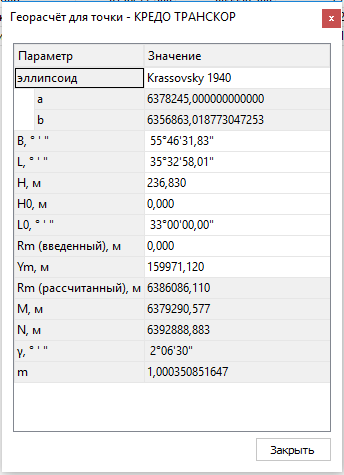 Георасчёт для точки - КРЕДО ТРАНСКОР
x
Параметр Значение
эллипсоид Krassovsky 1940
a 6378245,000000000000
b 6356863,018773047253
B, ° ' " 55°46'31,83"
L, ° ' " 35°32'58,01"
H, м 236,830
H0, м 0,000
L0, ° ' " 33°00'00,00"
Rm (введенный), м 0,000
Ym, м 159971,120
Rm (рассчитанный), м 6386086,110
M, м 6379290,577
N, м 6392888,883
γ, ° ' " 2°06'30"
m 1,000350851647
Закрыть